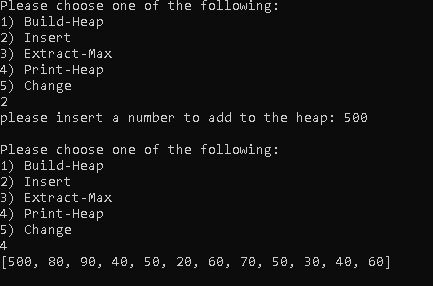 Please choose one of the following:
1) Build-Heap
2) Insert
3) Extract-Max
4) Print-Heap
5) Change
2
please insert a number to add to the heap: 500
Please choose one of the following:
1) Build-Heap
2) Insert
3) Extract-Max
4) Print-Heap
5) Change
4
[500, 80, 90, 40, 50, 20, 60, 70, 50, 30, 40, 60]